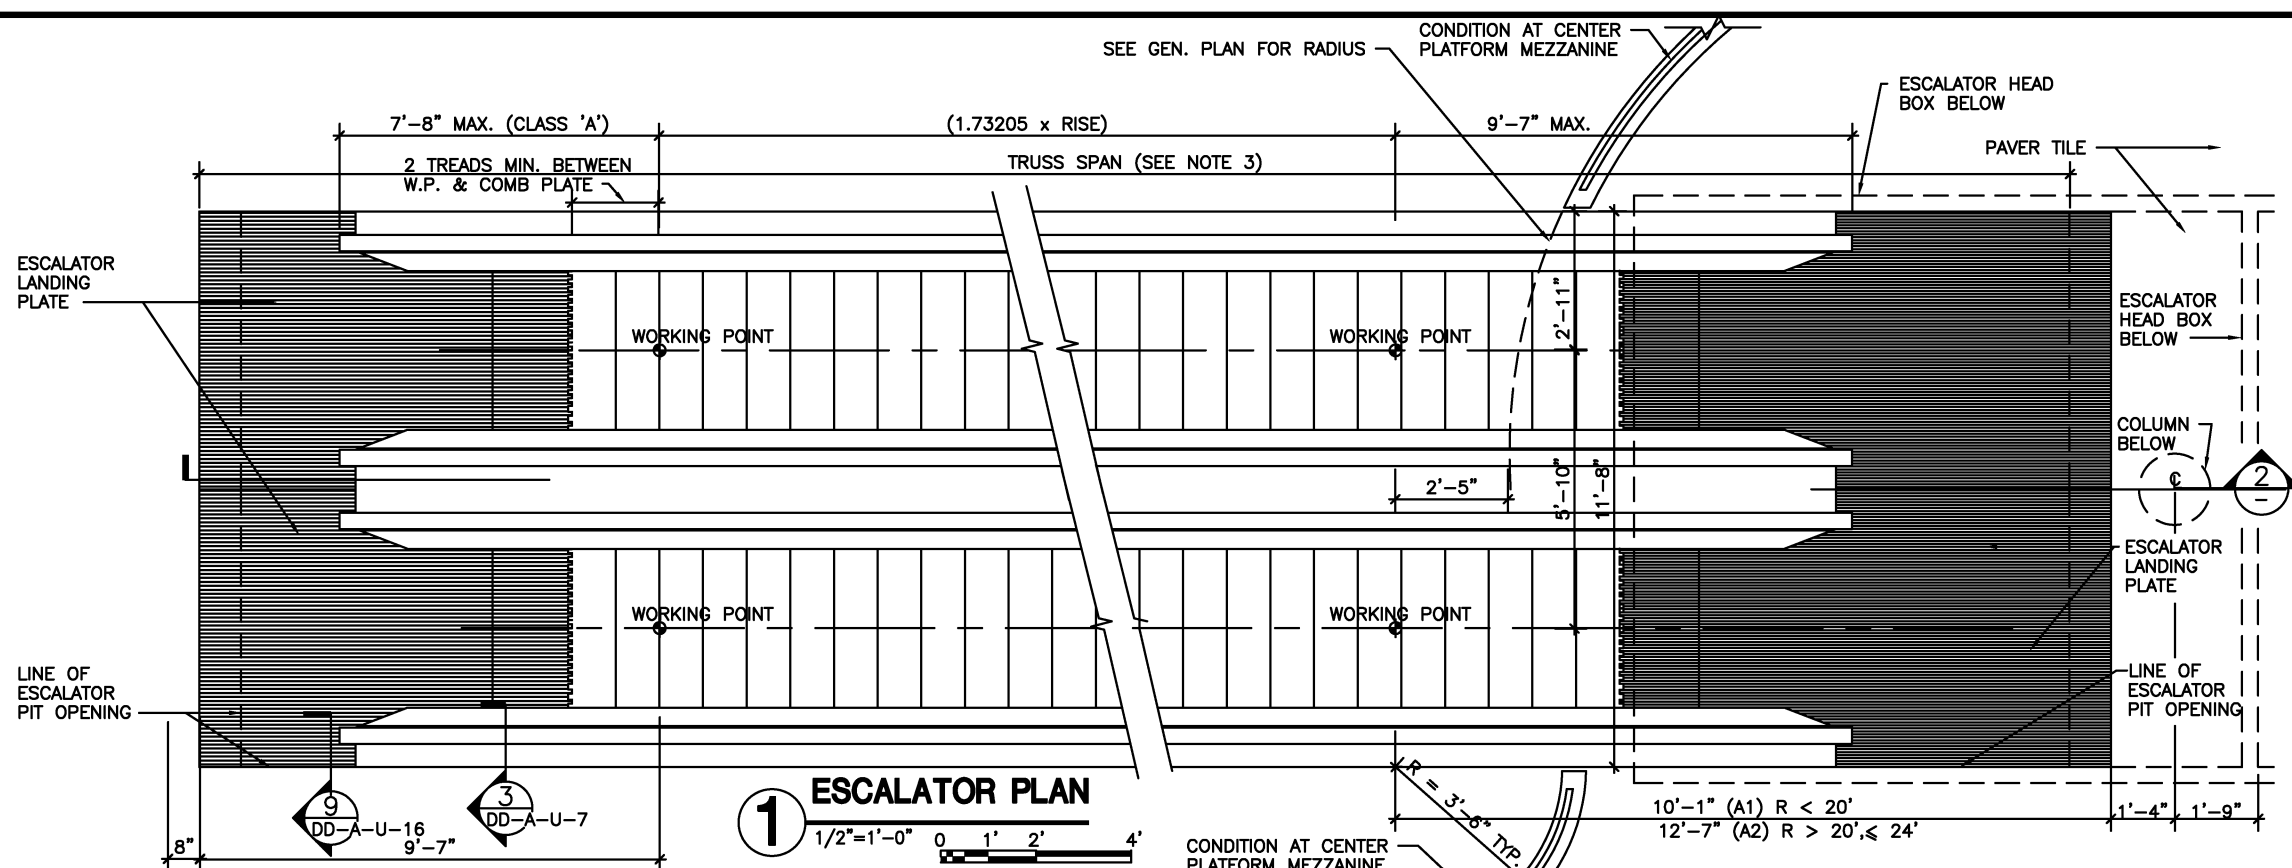 CONDITION AT CENTER
PLATFORM MEZZANINE
SEE GEN. PLAN FOR RADIUS
ESCALATOR HEAD
BOX BELOW
7'-8" MAX. (CLASS 'A')
(1.73205 x RISE)
9'-7" MAX.
PAVER TILE
2 TREADS MIN. BETWEEN
W.P. & COMB PLATE
TRUSS SPAN (SEE NOTE 3)
ESCALATOR
LANDING
PLATE
2'-11"
ESCALATOR
HEAD BOX
BELOW
WORKING POINT
WORKING POINT
COLUMN
BELOW
2'-5"
5'-10"
11'-8"
℄
2
-
ESCALATOR
LANDING
PLATE
WORKING POINT
WORKING POINT
LINE OF
ESCALATOR
PIT OPENING
LINE OF
ESCALATOR
PIT OPENING
9
DD-A-U-16
3
DD-A-U-7
1
ESCALATOR PLAN
1/2"=1'-0"
0 1' 2' 4'
R = 3'-6" TYP.
10'-1" (A1) R < 20'
12'-7" (A2) R > 20',⩽ 24'
1'-4"
1'-9"
8"
9'-7"
CONDITION AT CENTER
PLATFORM MEZZANINE